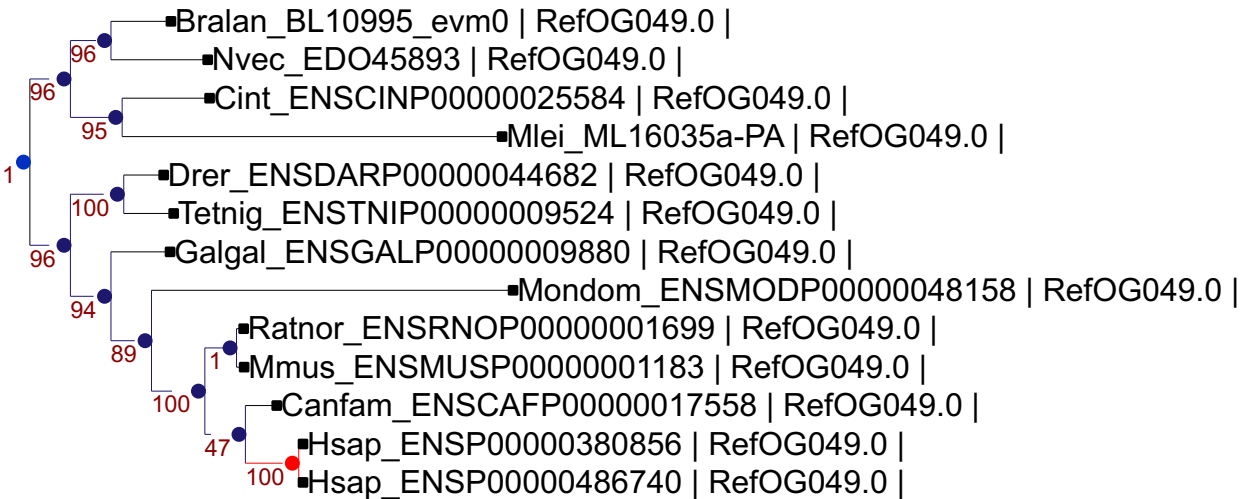 Bralan_BL10995_evm0 | RefOG049.0 |
96
Nvec_EDO45893 | RefOG049.0 |
96
Cint_ENSCINP00000025584 | RefOG049.0 |
95
Mlei_ML16035a-PA | RefOG049.0 |
1
Drer_ENSDARP00000044682 | RefOG049.0 |
100
Tetnig_ENSTNIP00000009524 | RefOG049.0 |
96
Galgal_ENSGALP00000009880 | RefOG049.0 |
94
Mondom_ENSMODP00000048158 | RefOG049.0 |
89
Ratnor_ENSRNOP00000001699 | RefOG049.0 |
1
Mmus_ENSMUSP00000001183 | RefOG049.0 |
100
Canfam_ENSCAFP00000017558 | RefOG049.0 |
47
Hsap_ENSP00000380856 | RefOG049.0 |
100
Hsap_ENSP00000486740 | RefOG049.0 |